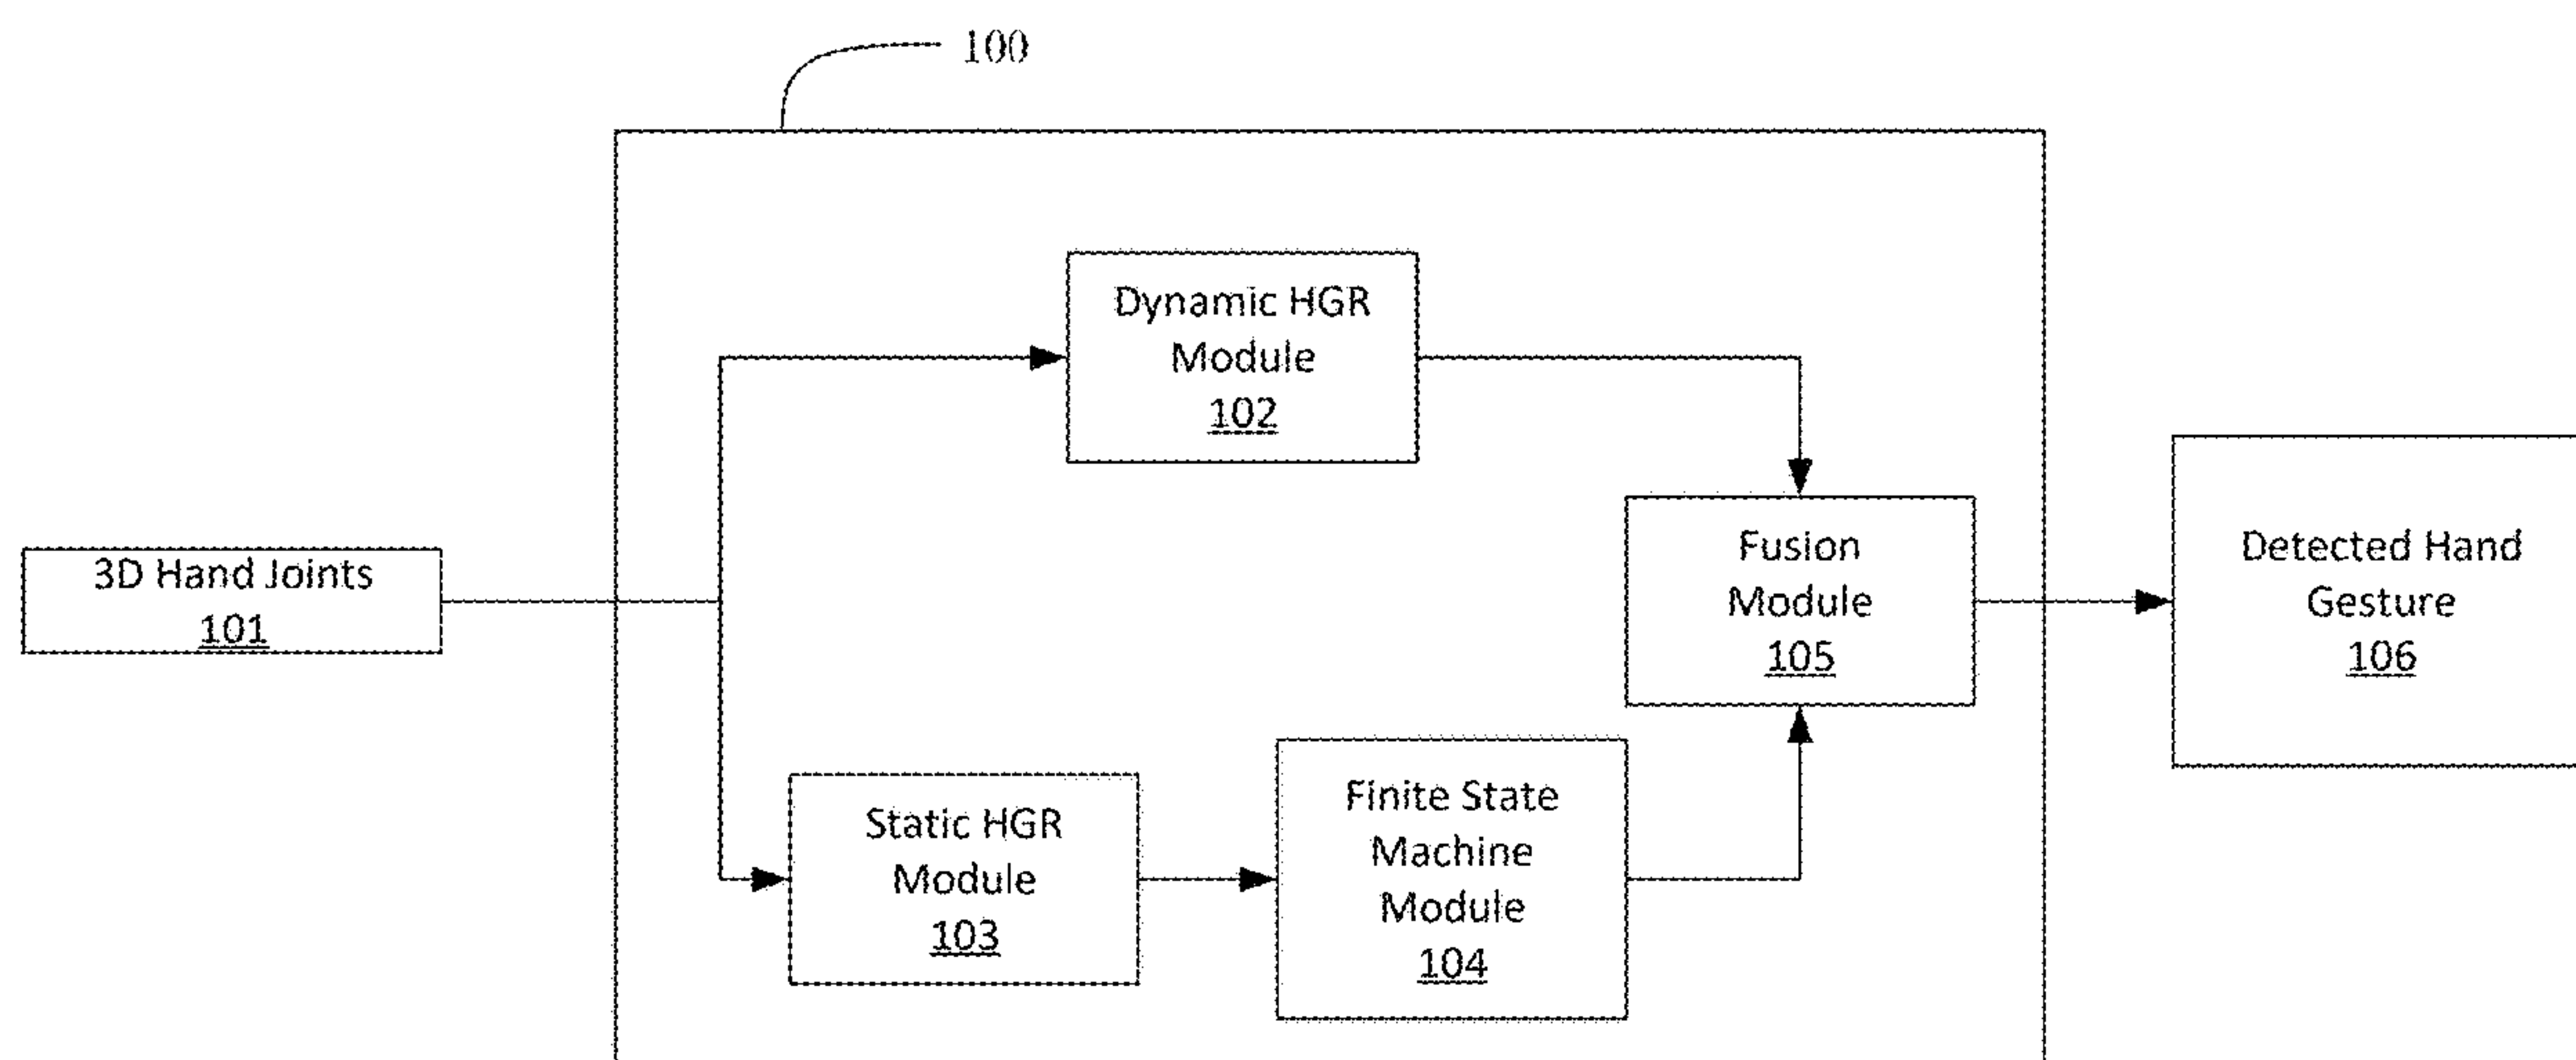 100
Dynamic HGR
Module
102
3D Hand Joints
101
Fusion
Module
105
Detected Hand
Gesture
106
Static HGR
Module
103
Finite State
Machine
Module
104